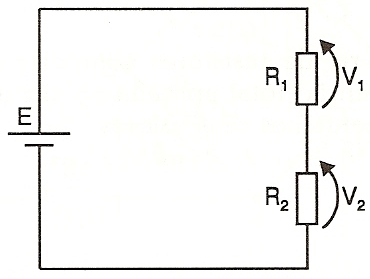 R₁ V₁
E
R₂ V₂